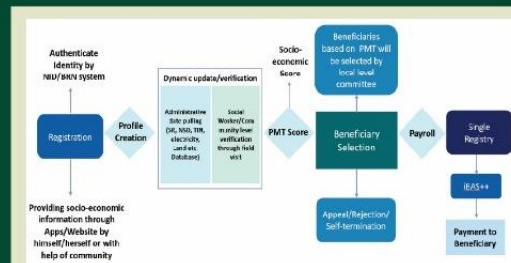 Authenticate
Identity by
NID/BRN system
Registration
Providing socio-economic
information through
Apps/Website by
himself/herself or with
help of community
Profile
Creation
Dynamic update/verification
Administrative
data pulling
(SR, NSD, TIN,
electricity,
Land etc.
Database)
Social
Worker/Com
munity level
verification
through field
visit
Socio-
economic
Score
PMT Score
Beneficiaries
based on PMT will
be selected by
local level
committee
Beneficiary
Selection
Appeal/Rejection/
Self-termination
Payroll
Single
Registry
iBAS++
Payment to
Beneficiary